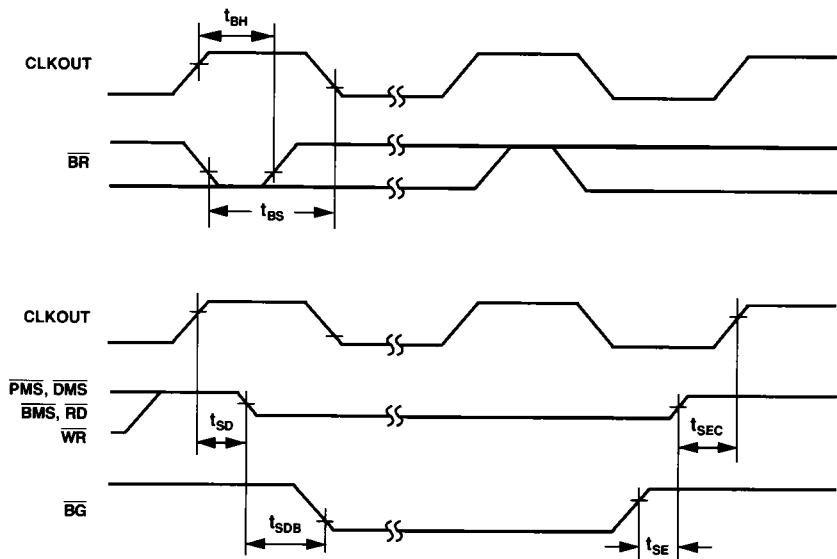 tBH
CLKOUT
BR
tBS
CLKOUT
PMS, DMS
BMS, RD
WR
tSD
tSEC
BG
tSDB
tSE